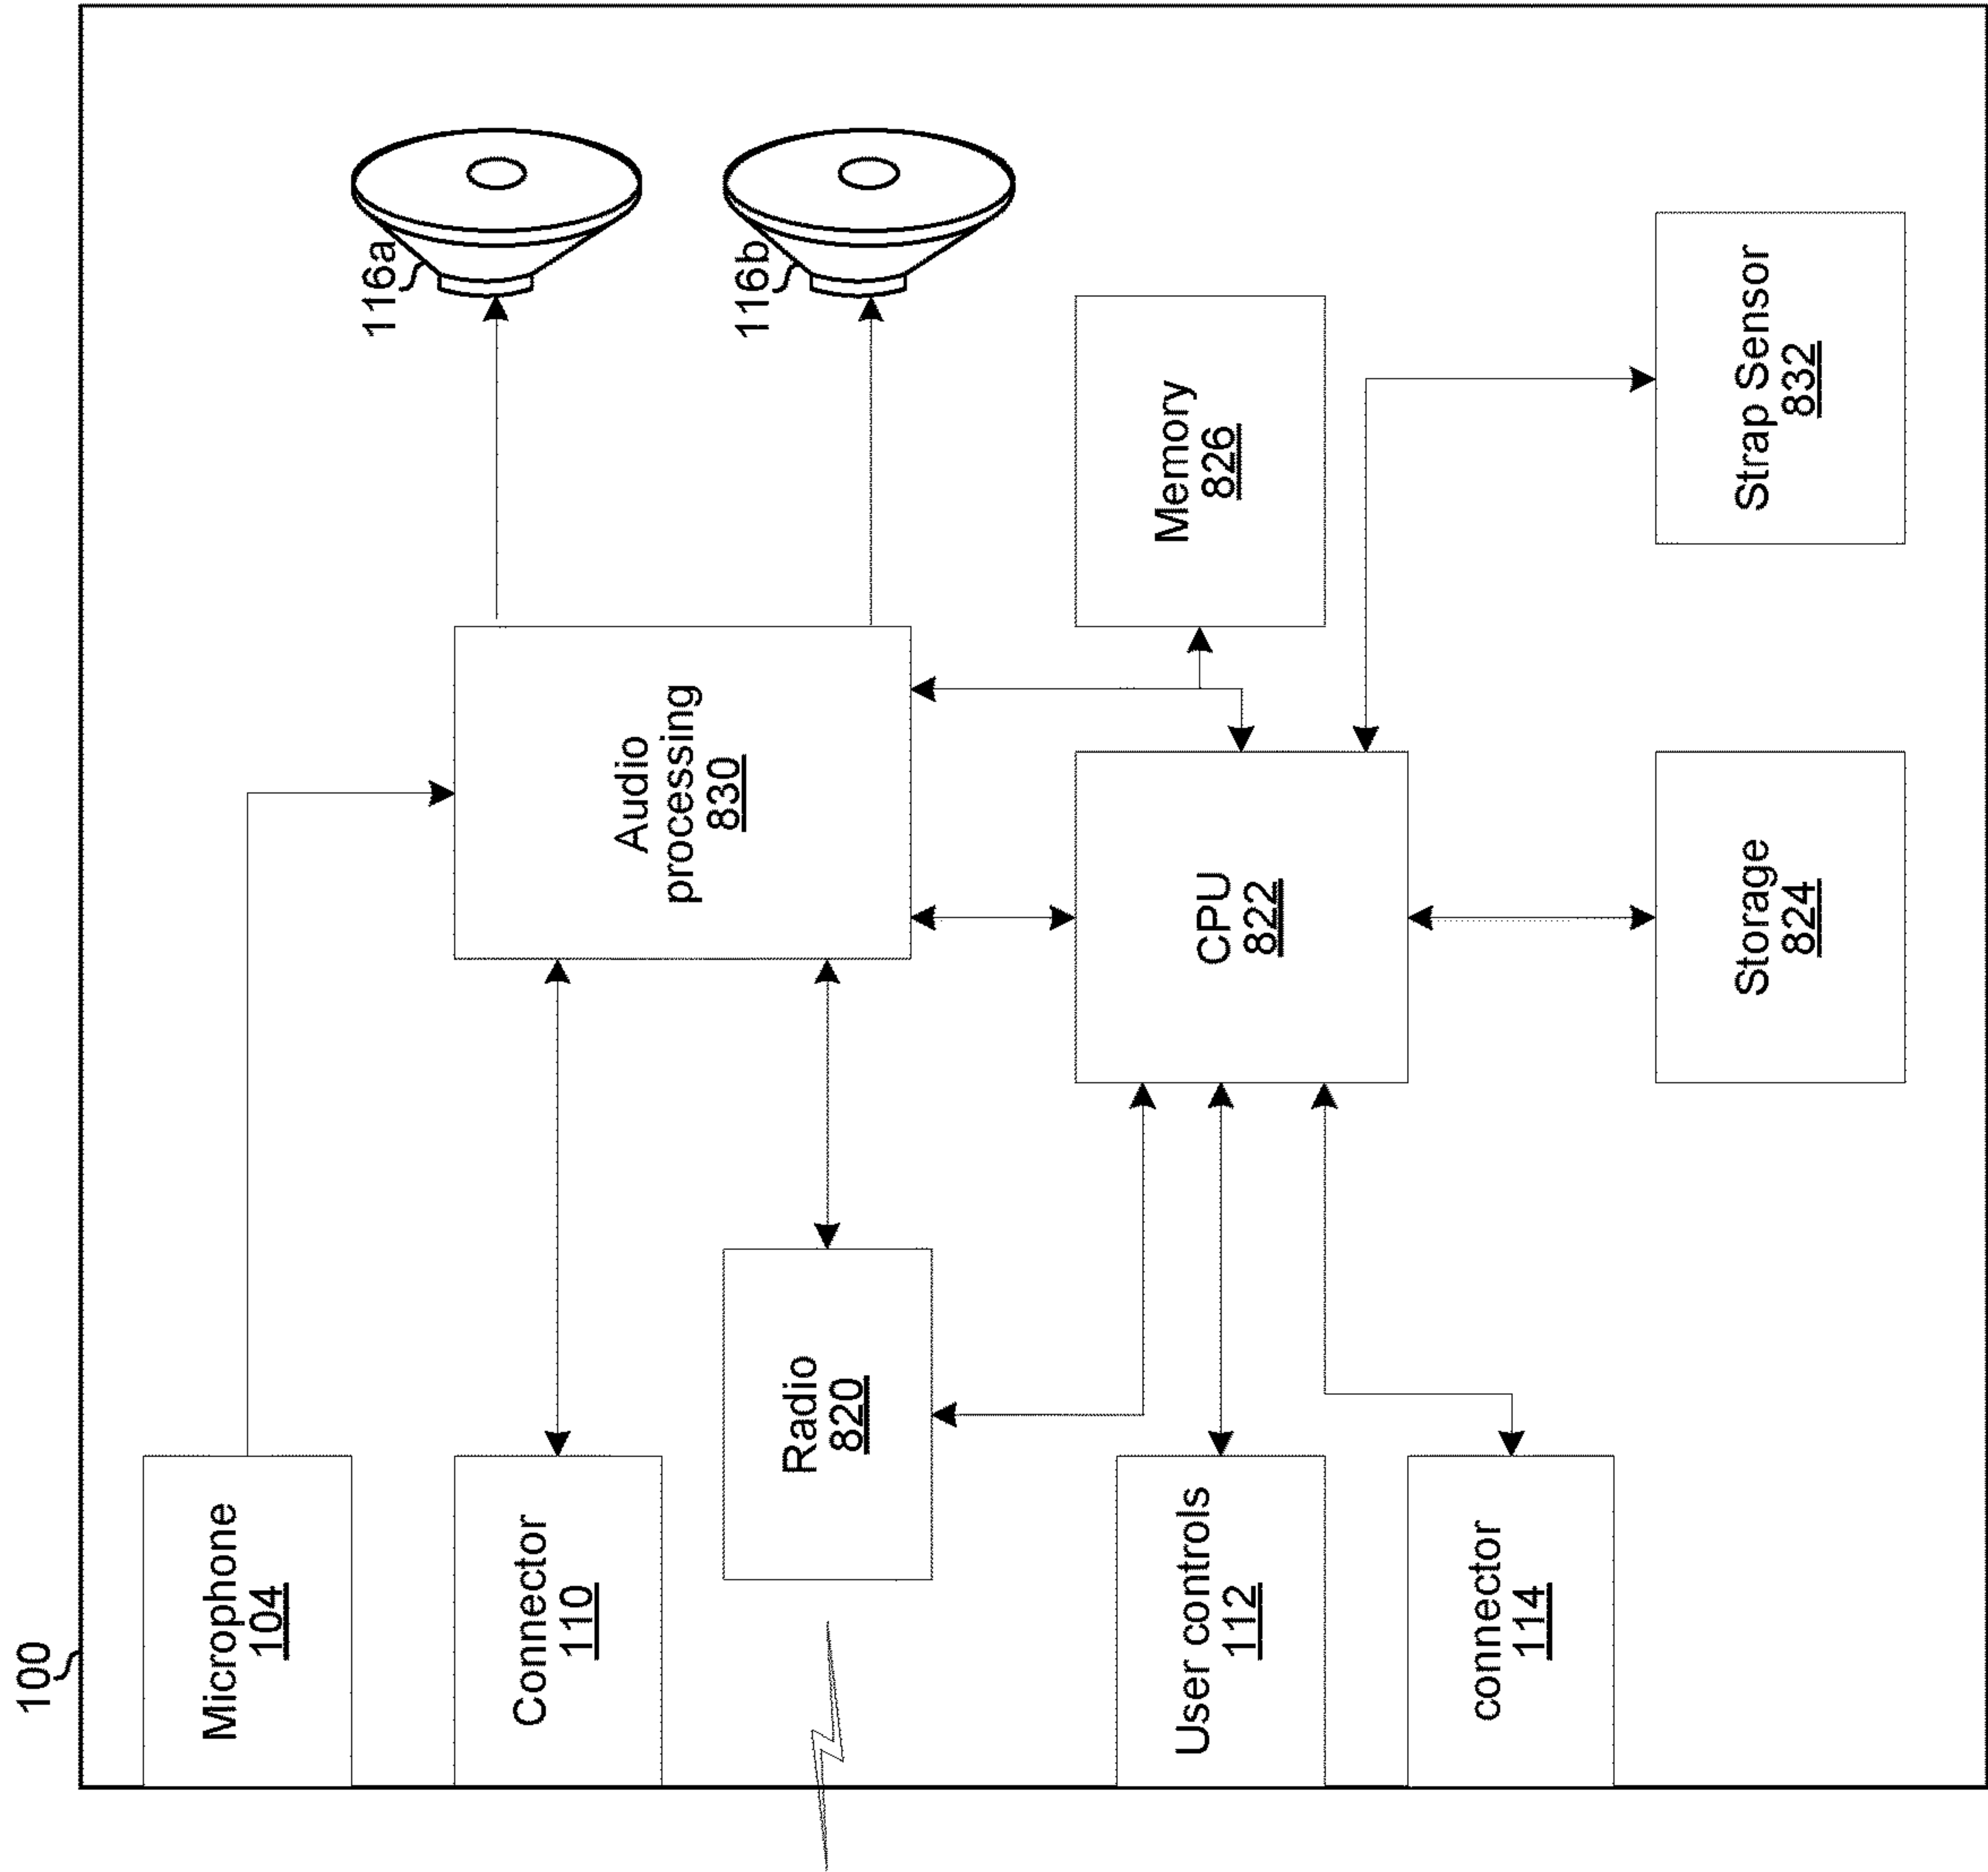 100
Microphone
104
Connector
110
Radio
820
User controls
112
connector
114
Audio
processing
830
CPU
822
Storage
824
Memory
826
Strap Sensor
832
116a
116b